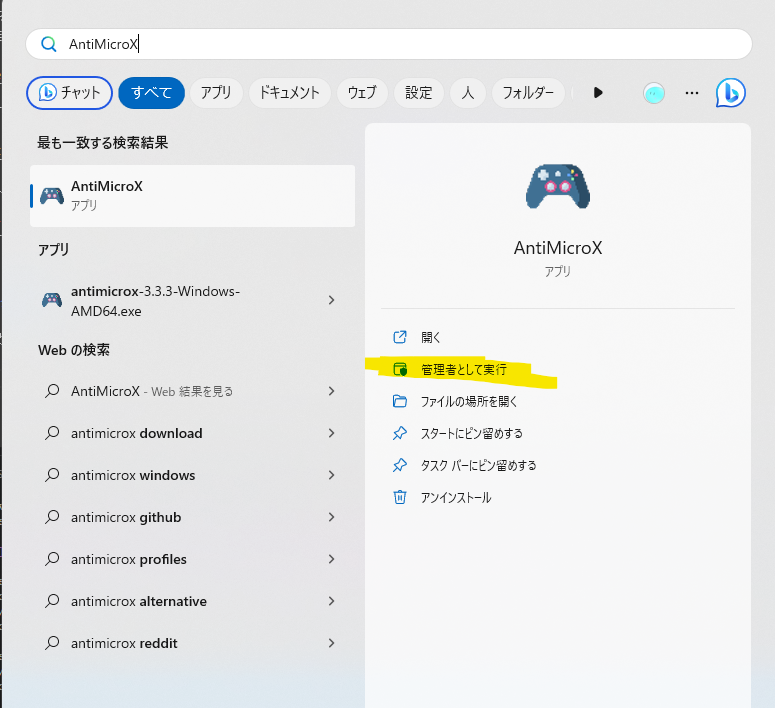 AntiMicroX
チャット
すべて
アプリ
ドキュメント
ウェブ
設定
人
フォルダー
最も一致する検索結果
AntiMicroX
アプリ
アプリ
antimicrox-3.3.3-Windows-
AMD64.exe
Web の検索
AntiMicroX - Web 結果を見る
antimicrox download
antimicrox windows
antimicrox github
antimicrox profiles
antimicrox alternative
antimicrox reddit
AntiMicroX
アプリ
開く
管理者として実行
ファイルの場所を開く
スタートにピン留めする
タスク バーにピン留めする
アンインストール